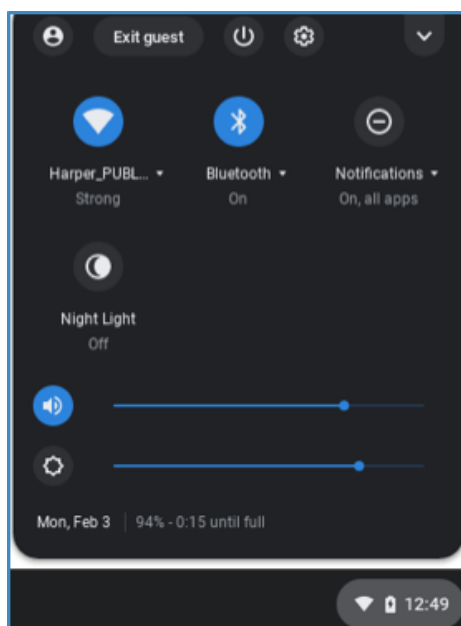 Exit guest
Harper_PUBL... Bluetooth Notifications
Strong On On, all apps
Night Light
Off
Mon, Feb 3 94% - 0:15 until full
12:49